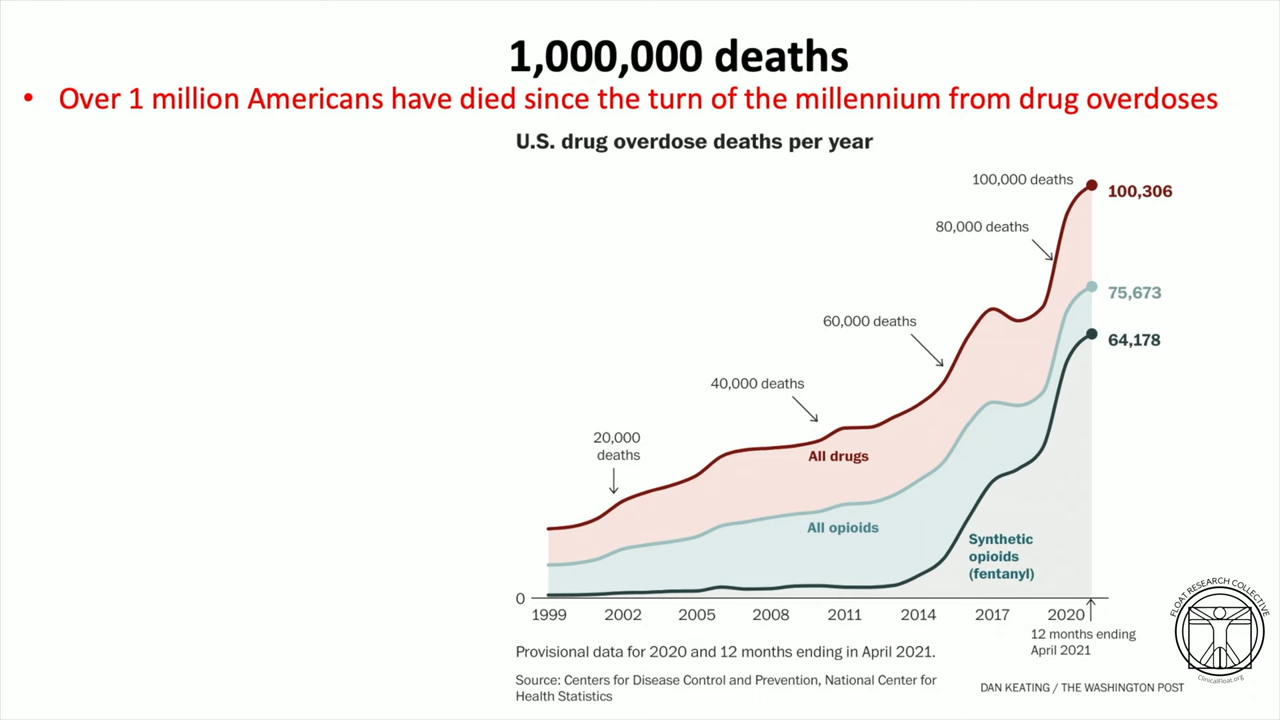 1,000,000 deaths
• Over 1 million Americans have died since the turn of the millennium from drug overdoses
U.S. drug overdose deaths per year
100,000 deaths
100,306
80,000 deaths
75,673
60,000 deaths
64,178
40,000 deaths
20,000
deaths
All drugs
All opioids
Synthetic
opioids
(fentanyl)
0
1999 2002 2005 2008 2011 2014 2017 2020
12 months ending
April 2021
Provisional data for 2020 and 12 months ending in April 2021.
Source: Centers for Disease Control and Prevention, National Center for
Health Statistics
DAN KEATING / THE WASHINGTON POST
FLOAT RESEARCH COLLECTIVE
ClinicalFloat.org